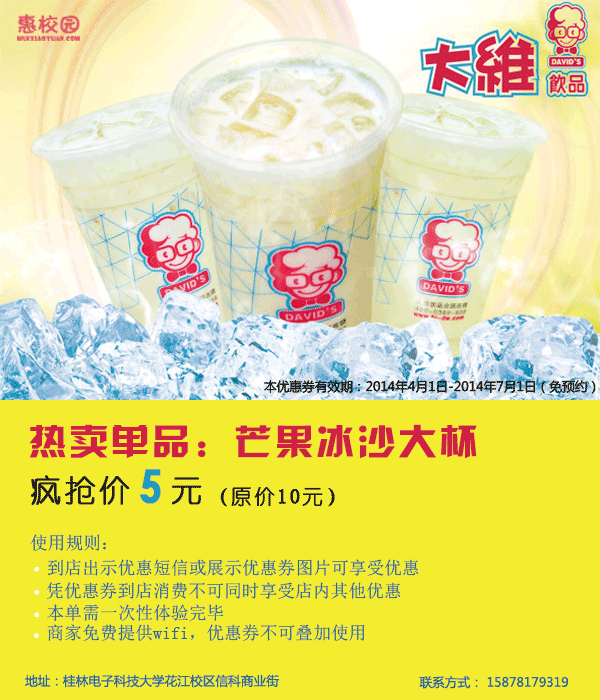 惠校园
HUIXIAOYUAN.COM
大維
DAVID'S
飲品
DAVID'S
DAVID'S
DAVID'S
本优惠券有效期：2014年4月1日-2014年7月1日（免预约）
热卖单品：芒果冰沙大杯
疯抢价 5 元（原价10元）
使用规则：
到店出示优惠短信或展示优惠券图片可享受优惠
凭优惠券到店消费不可同时享受店内其他优惠
本单需一次性体验完毕
商家免费提供wifi，优惠券不可叠加使用
地址：桂林电子科技大学花江校区信科商业街
联系方式： 15878179319